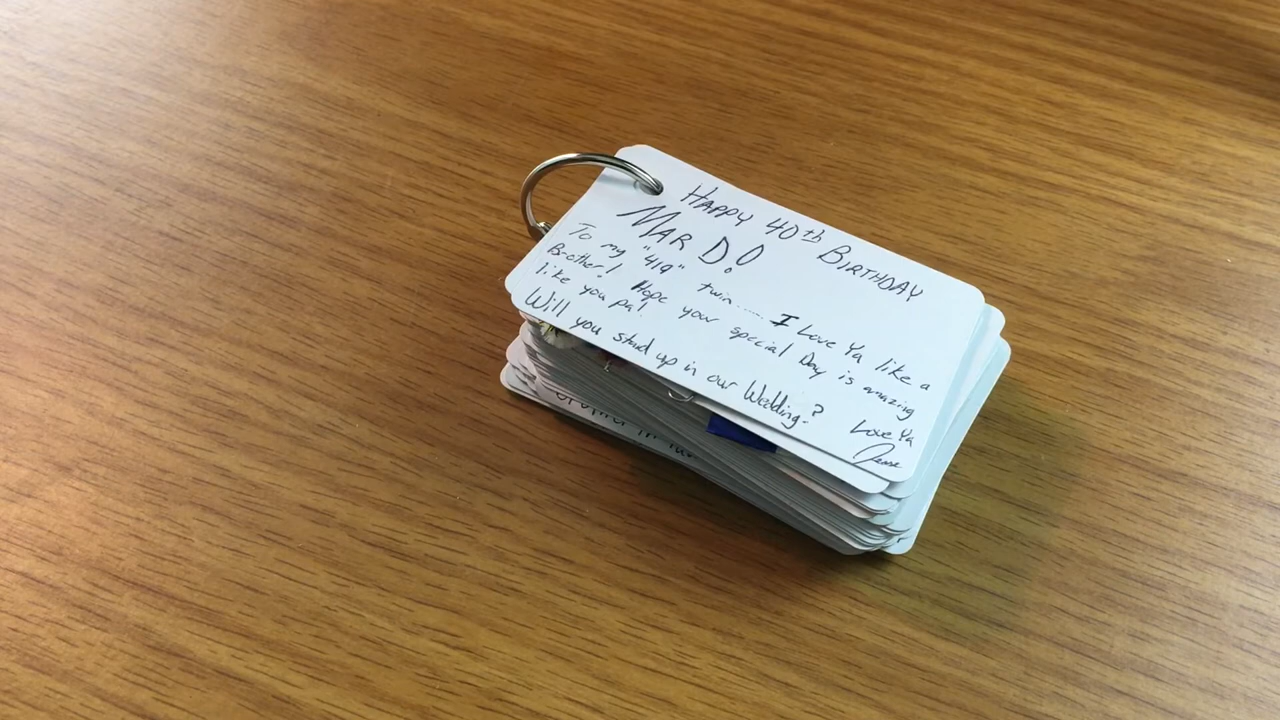 HAPPY 40th BIRTHDAY
MAR D.!
To my "419" twin...... I Love Ya like a
Brother! Hope your special Day is amazing
like you pal.
Will you stand up in our Wedding?
Love Ya